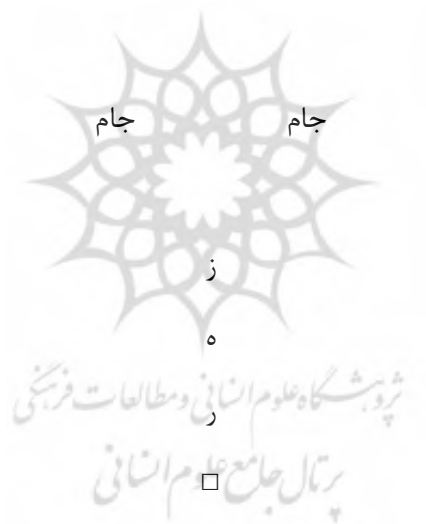 جام جام
ز
ه
ر
□
پژوهشگاه علوم انسانی و مطالعات فرهنگی
پرتال جامع علوم انسانی